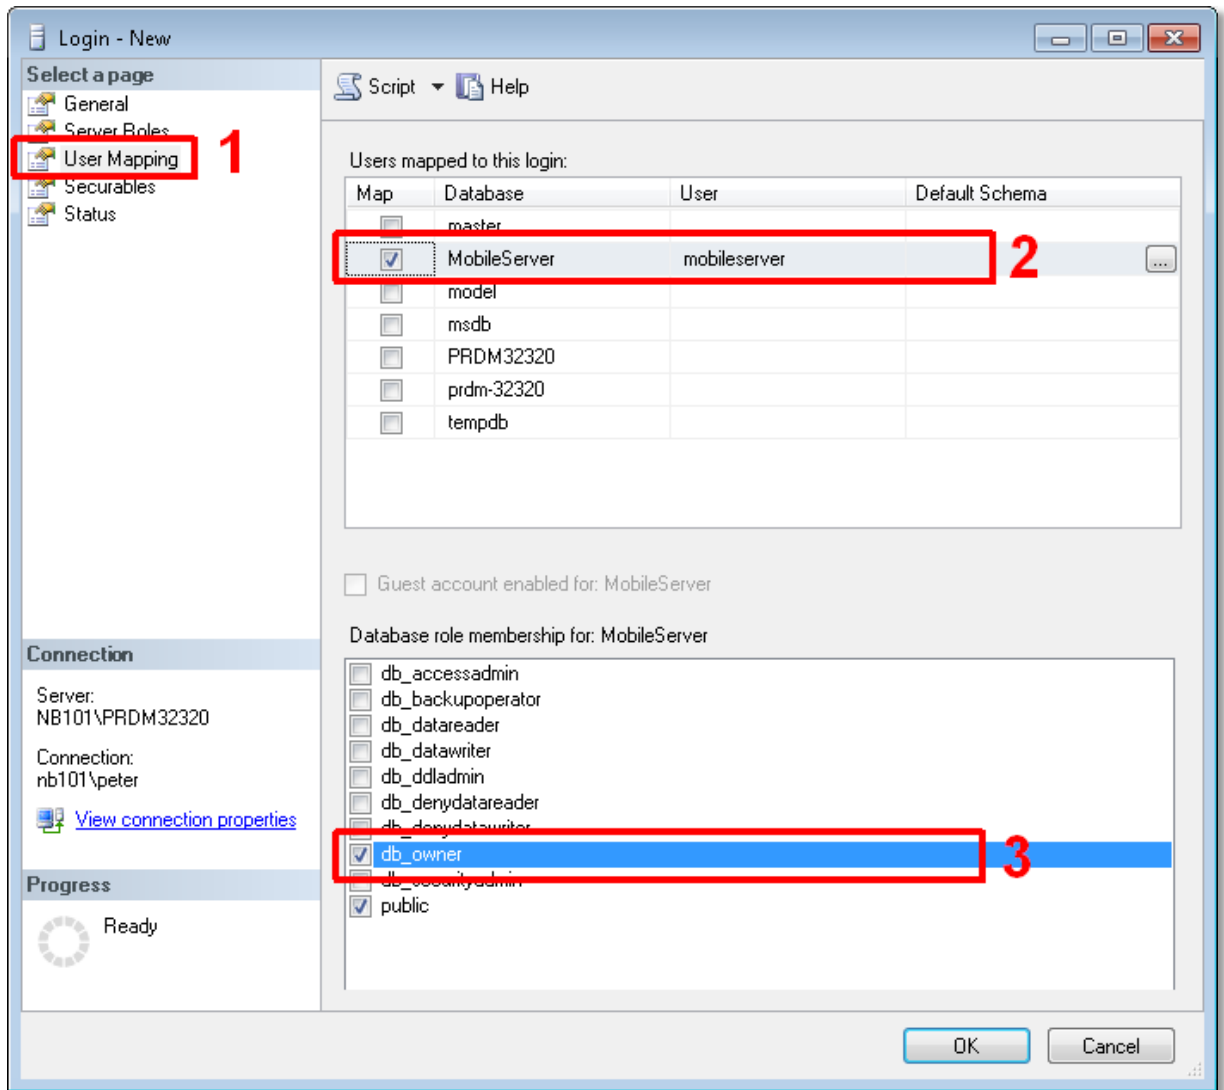 Login - New
Select a page
General
Server Roles
User Mapping
Securables
Status
1
Script Help
Users mapped to this login:
Map Database User Default Schema
master
MobileServer mobileserver ...
2
model
msdb
PRDM32320
prdm-32320
tempdb
Guest account enabled for: MobileServer
Database role membership for: MobileServer
db_accessadmin
db_backupoperator
db_datareader
db_datawriter
db_ddladmin
db_denydatareader
db_denydatawriter
db_owner
3
db_securityadmin
public
Connection
Server:
NB101\PRDM32320
Connection:
nb101\peter
View connection properties
Progress
Ready
OK Cancel